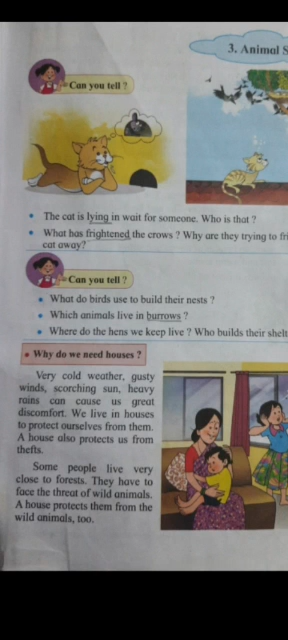 3. Animal S
Can you tell ?
• The cat is lying in wait for someone. Who is that ?
• What has frightened the crows ? Why are they trying to fri
cat away?
Can you tell ?
• What do birds use to build their nests ?
• Which animals live in burrows ?
• Where do the hens we keep live ? Who builds their shelt
• Why do we need houses ?
Very cold weather, gusty
winds, scorching sun, heavy
rains can cause us great
discomfort. We live in houses
to protect ourselves from them.
A house also protects us from
thefts.
Some people live very
close to forests. They have to
face the threat of wild animals.
A house protects them from the
wild animals, too.